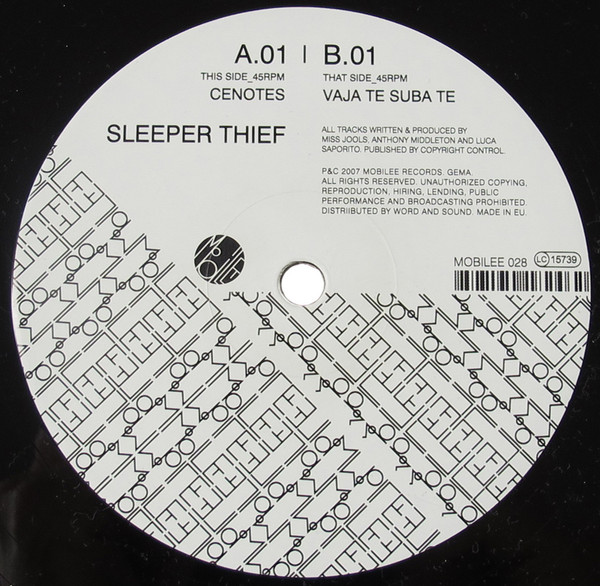 A.01 | B.01
THIS SIDE_45RPM
THAT SIDE_45RPM
CENOTES
VAJA TE SUBA TE
SLEEPER THIEF
ALL TRACKS WRITTEN & PRODUCED BY
MISS JOOLS, ANTHONY MIDDLETON AND LUCA
SAPORITO. PUBLISHED BY COPYRIGHT CONTROL.
P&C 2007 MOBILEE RECORDS. GEMA.
ALL RIGHTS RESERVED. UNAUTHORIZED COPYING,
REPRODUCTION, HIRING, LENDING, PUBLIC
PERFORMANCE AND BROADCASTING PROHIBITED.
DISTRIIBUTED BY WORD AND SOUND. MADE IN EU.
MOBILEE
MOBILEE 028 LC 15739